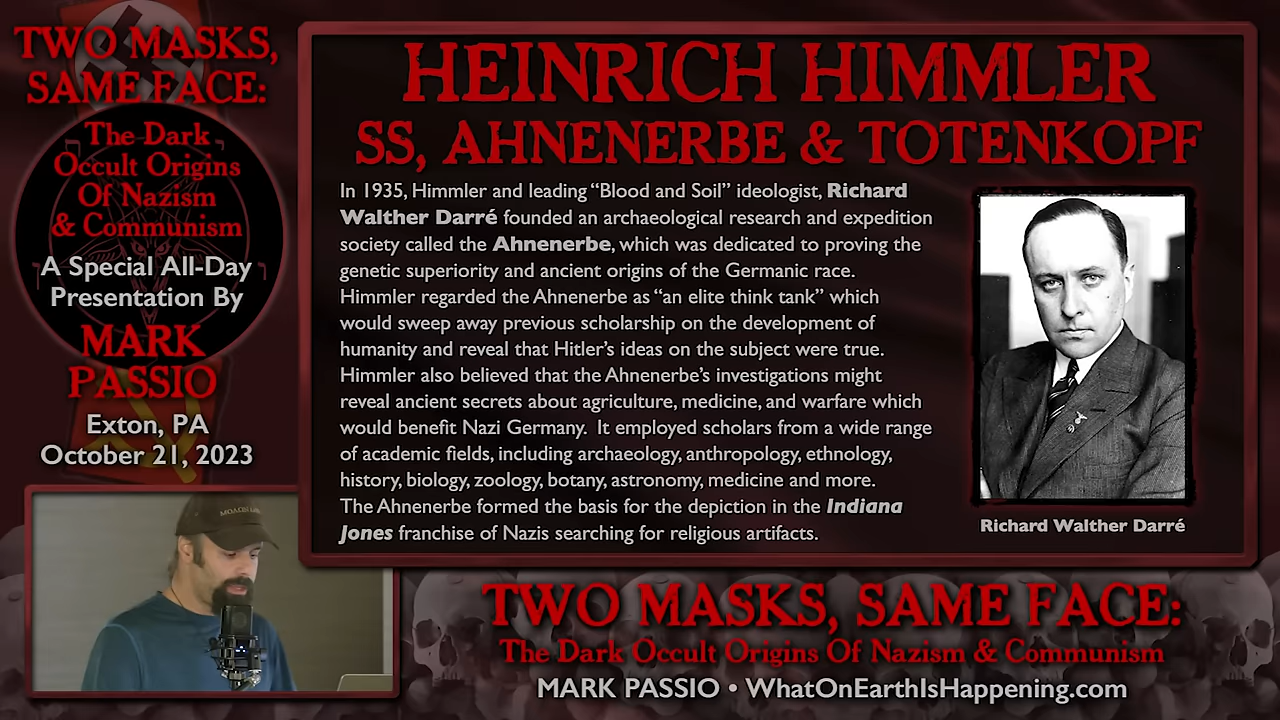 TWO MASKS,
SAME FACE:
The Dark
Occult Origins
Of Nazism
& Communism
A Special All-Day
Presentation By
MARK
PASSIO
Exton, PA
October 21, 2023
HEINRICH HIMMLER
SS, AHNENERBE & TOTENKOPF
In 1935, Himmler and leading “Blood and Soil” ideologist, Richard
Walther Darré founded an archaeological research and expedition
society called the Ahnenerbe, which was dedicated to proving the
genetic superiority and ancient origins of the Germanic race.
Himmler regarded the Ahnenerbe as “an elite think tank” which
would sweep away previous scholarship on the development of
humanity and reveal that Hitler’s ideas on the subject were true.
Himmler also believed that the Ahnenerbe’s investigations might
reveal ancient secrets about agriculture, medicine, and warfare which
would benefit Nazi Germany.  It employed scholars from a wide range
of academic fields, including archaeology, anthropology, ethnology,
history, biology, zoology, botany, astronomy, medicine and more.
The Ahnenerbe formed the basis for the depiction in the Indiana
Jones franchise of Nazis searching for religious artifacts.
Richard Walther Darré
TWO MASKS, SAME FACE:
The Dark Occult Origins Of Nazism & Communism
MARK PASSIO • WhatOnEarthIsHappening.com